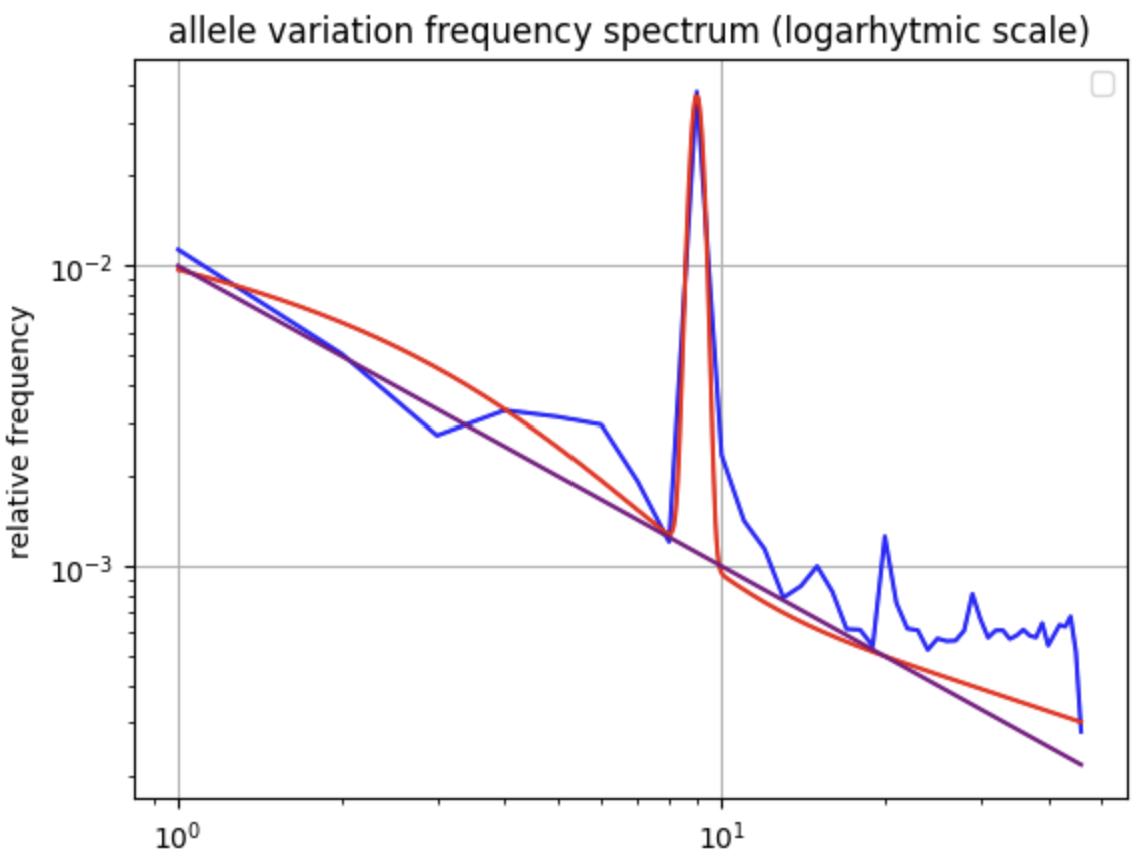 allele variation frequency spectrum (logarhytmic scale)
relative frequency
10⁻²
10⁻³
10⁰
10¹